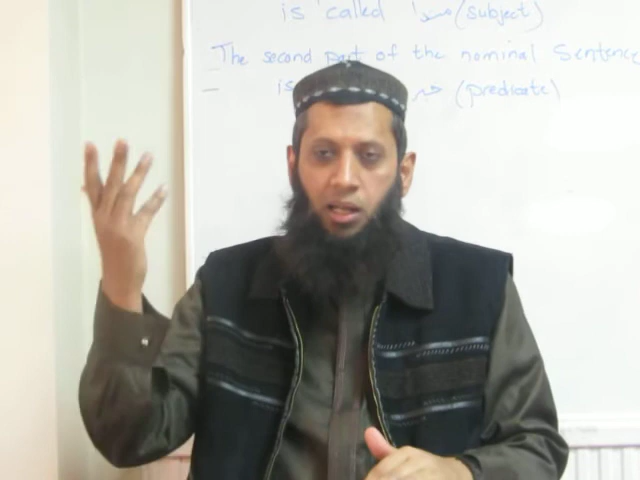 is called مبتدأ (subject)
The second part of the nominal Sentence
is خبر (predicate)